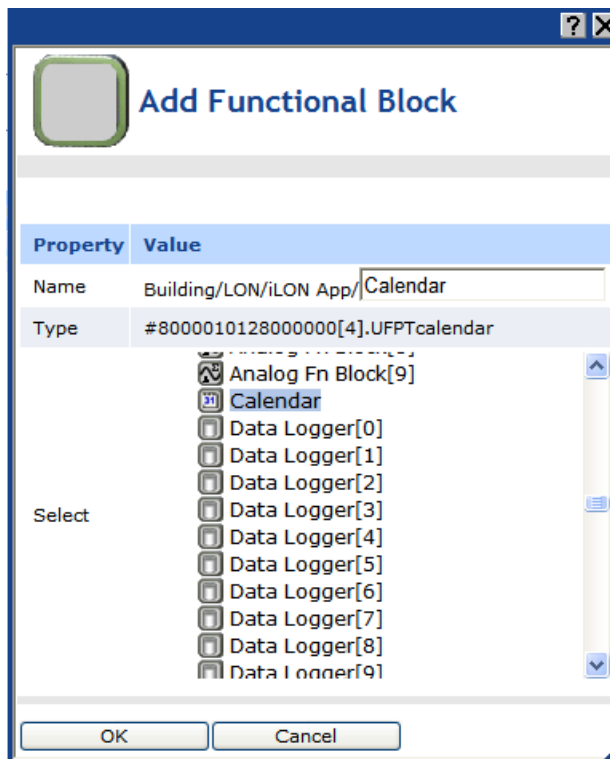 Add Functional Block
Property Value
Name Building/LON/iLON App/Calendar
Type #8000010128000000[4].UFPTcalendar
Analog Fn Block[9]
Calendar
Data Logger[0]
Data Logger[1]
Data Logger[2]
Data Logger[3]
Select
Data Logger[4]
Data Logger[5]
Data Logger[6]
Data Logger[7]
Data Logger[8]
Data Logger[9]
OK Cancel